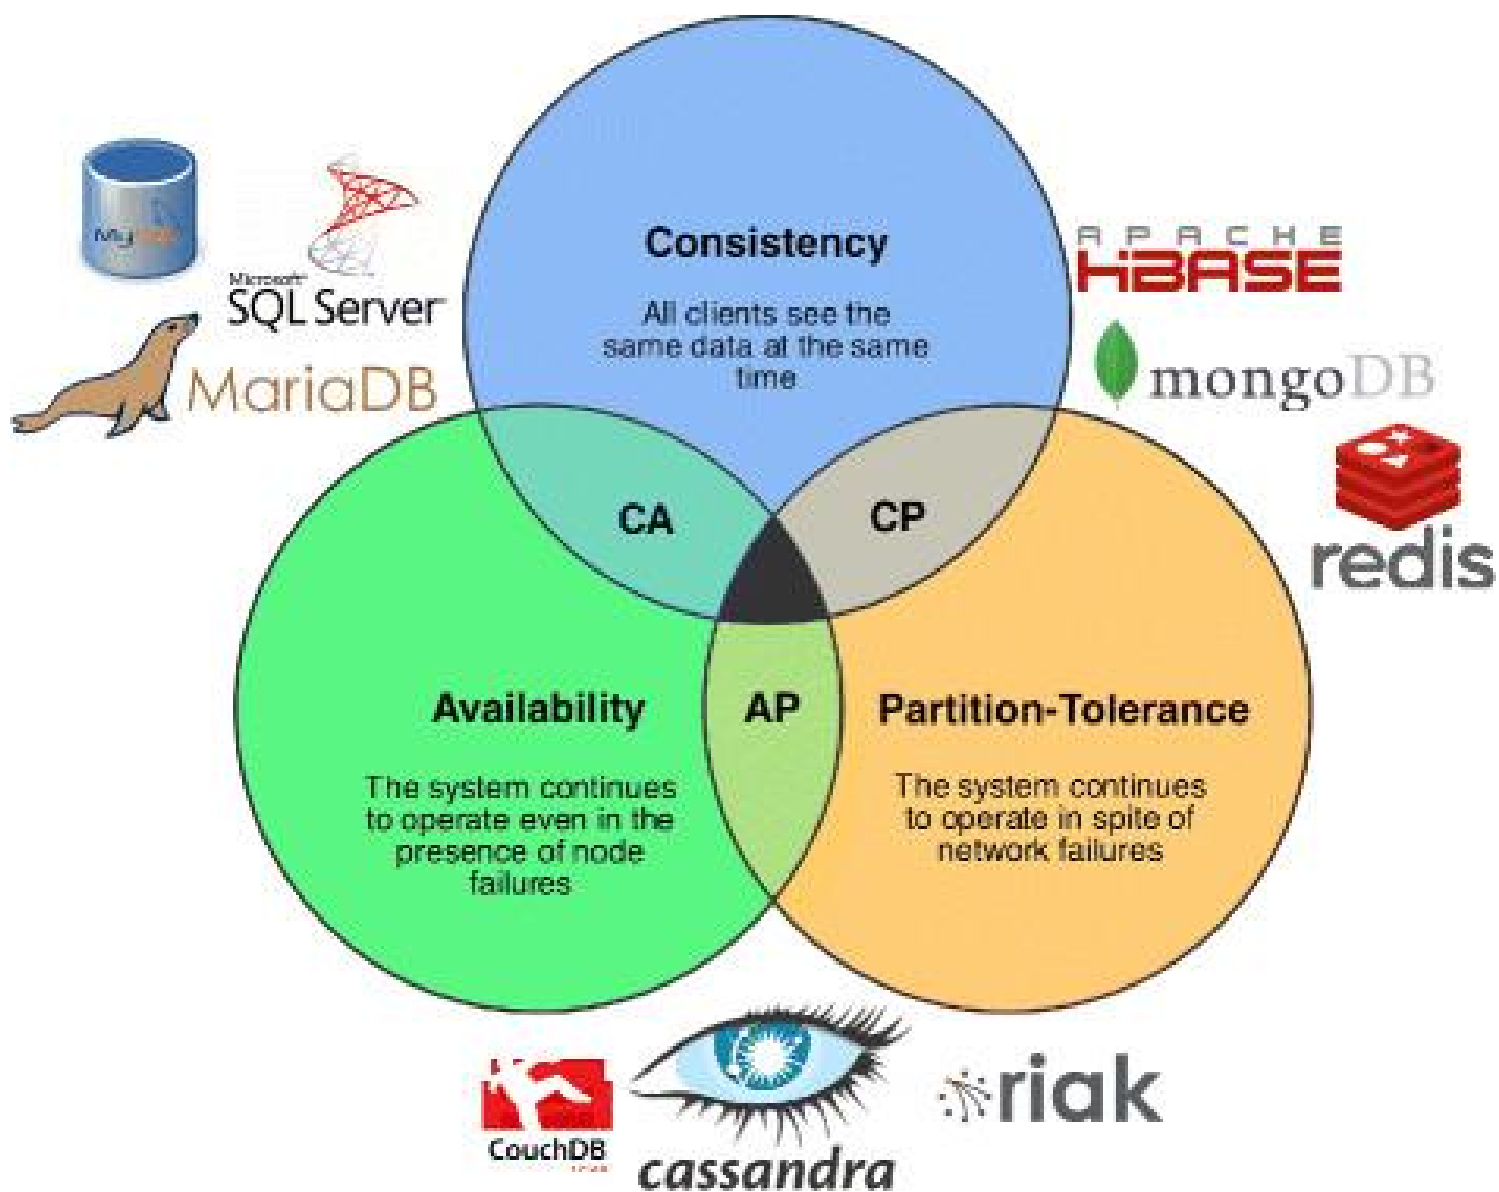 Consistency
All clients see the
same data at the same
time
APACHE
HBASE
mongoDB
redis
My
Microsoft
SQL Server
MariaDB
CA
CP
AP
Availability
The system continues
to operate even in the
presence of node
failures
Partition-Tolerance
The system continues
to operate in spite of
network failures
CouchDB
cassandra
riak